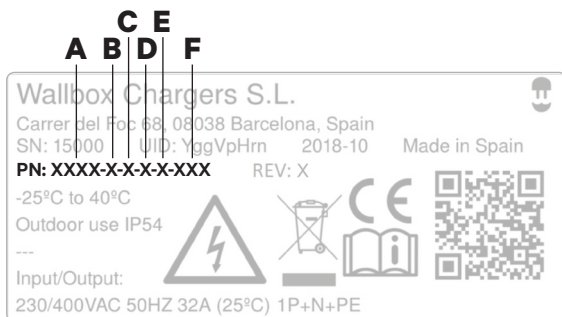 A B C D E F
Wallbox Chargers S.L.
Carrer del Foc 68, 08038 Barcelona, Spain
SN: 15000 UID: YggVpHrn 2018-10 Made in Spain
PN: XXXX-X-X-X-X-XXX REV: X
-25ºC to 40ºC
Outdoor use IP54
---
Input/Output:
230/400VAC 50HZ 32A (25ºC) 1P+N+PE
CE
i